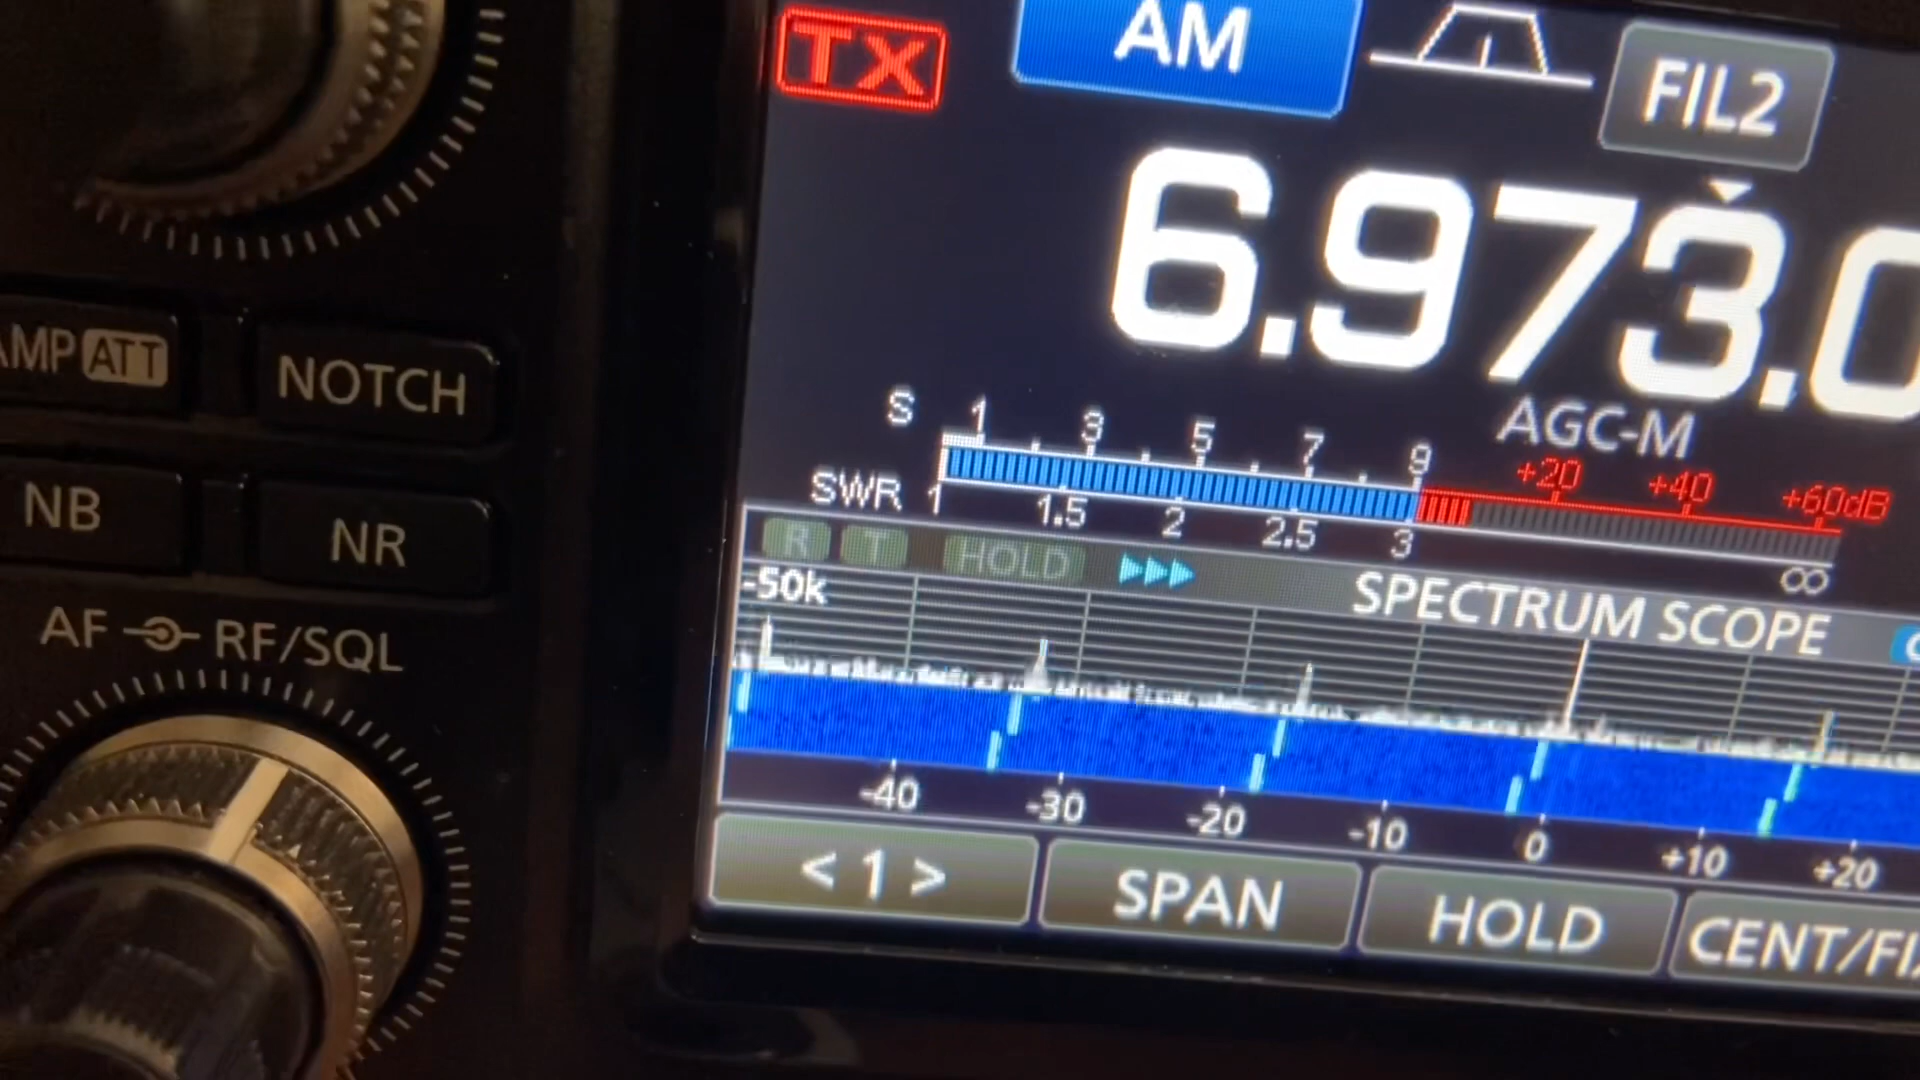 TX AM FIL2
6.973.0
AMP ATT NOTCH
AGC-M
S 1 3 5 7 9 +20 +40 +60dB
SWR 1 1.5 2 2.5 3 ∞
NB NR
R T HOLD SPECTRUM SCOPE
-50k
AF RF/SQL
-40 -30 -20 -10 0 +10 +20
< 1 > SPAN HOLD CENT/FI